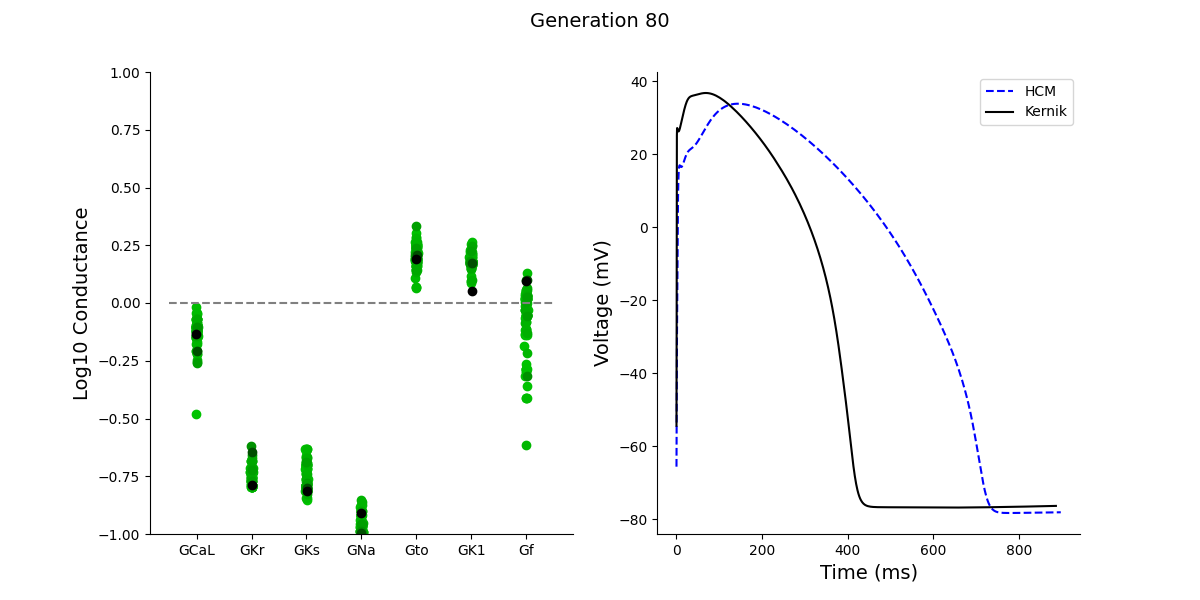 Generation 80
Log10 Conductance
1.00
0.75
0.50
0.25
0.00
−0.25
−0.50
−0.75
−1.00
GCaL GKr GKs GNa Gto GK1 Gf
Voltage (mV)
40
20
0
−20
−40
−60
−80
0 200 400 600 800
Time (ms)
HCM
Kernik